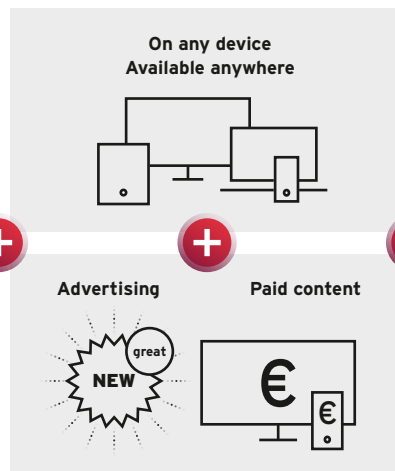 On any device
Available anywhere
Advertising
Paid content
great
NEW
€
€